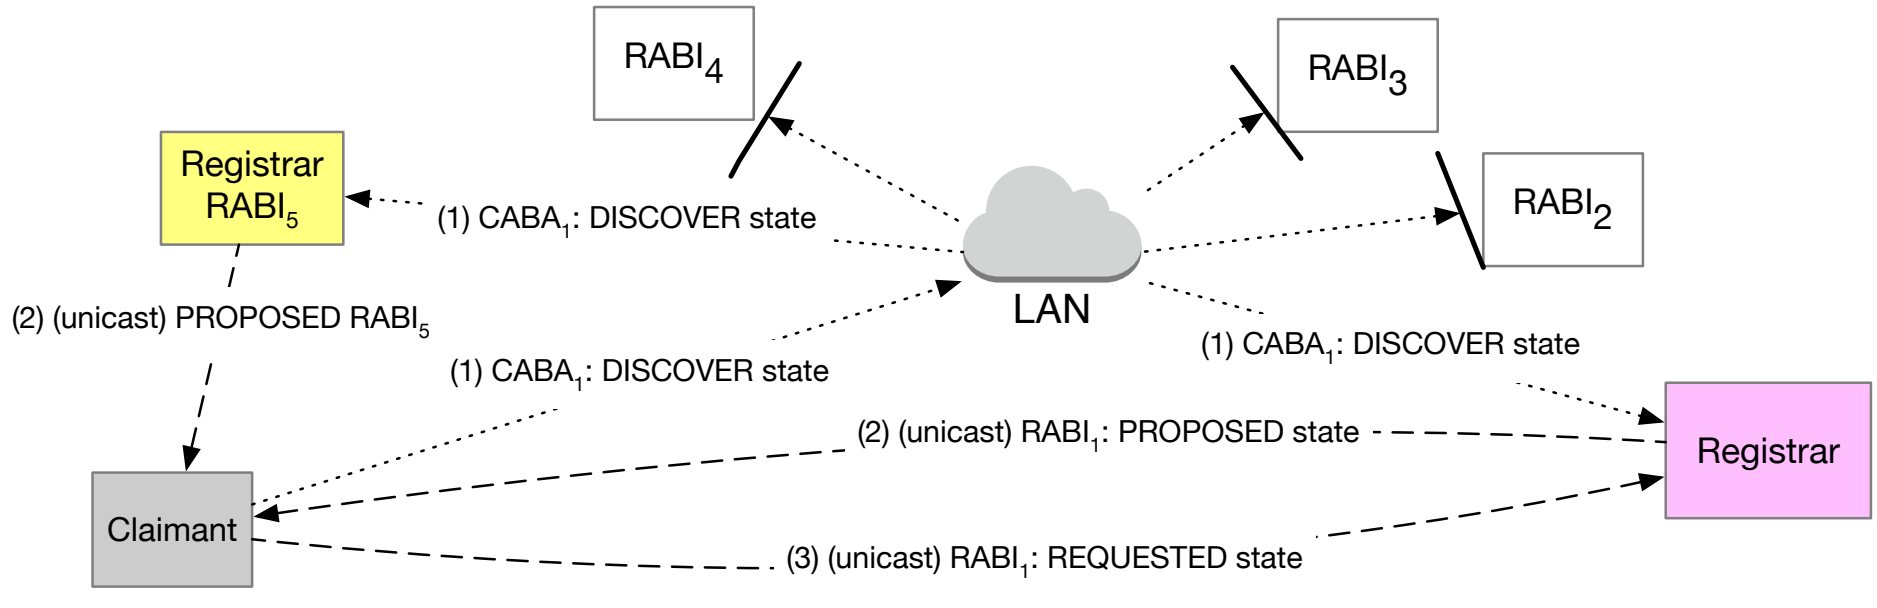 RABI4
RABI3
Registrar
RABI5
RABI2
(1) CABA1: DISCOVER state
LAN
(2) (unicast) PROPOSED RABI5
(1) CABA1: DISCOVER state
(1) CABA1: DISCOVER state
(2) (unicast) RABI1: PROPOSED state
Registrar
Claimant
(3) (unicast) RABI1: REQUESTED state